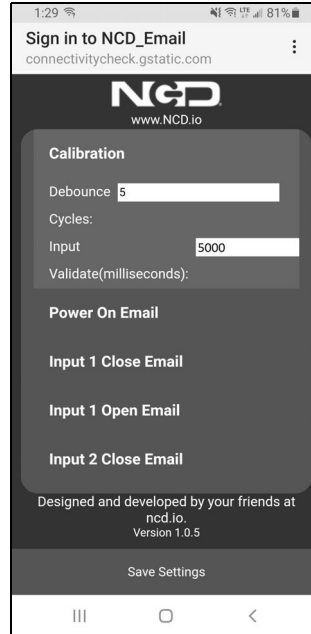 1:29 LTE 81%
Sign in to NCD_Email
connectivitycheck.gstatic.com
NCD
www.NCD.io
Calibration
Debounce 5
Cycles:
Input 5000
Validate(milliseconds):
Power On Email
Input 1 Close Email
Input 1 Open Email
Input 2 Close Email
Designed and developed by your friends at
ncd.io.
Version 1.0.5
Save Settings